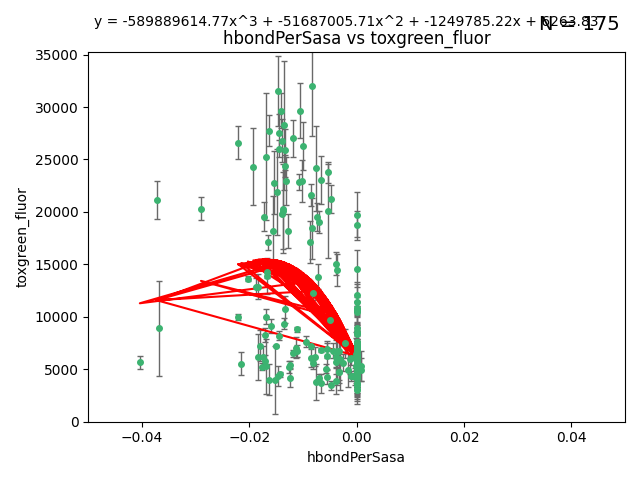 y = -589889614.77x^3 + -51687005.71x^2 + -1249785.22x + 6263.83
N = 175
hbondPerSasa vs toxgreen_fluor
35000
30000
25000
20000
15000
10000
5000
0
toxgreen_fluor
−0.04
−0.02
0.00
0.02
0.04
hbondPerSasa